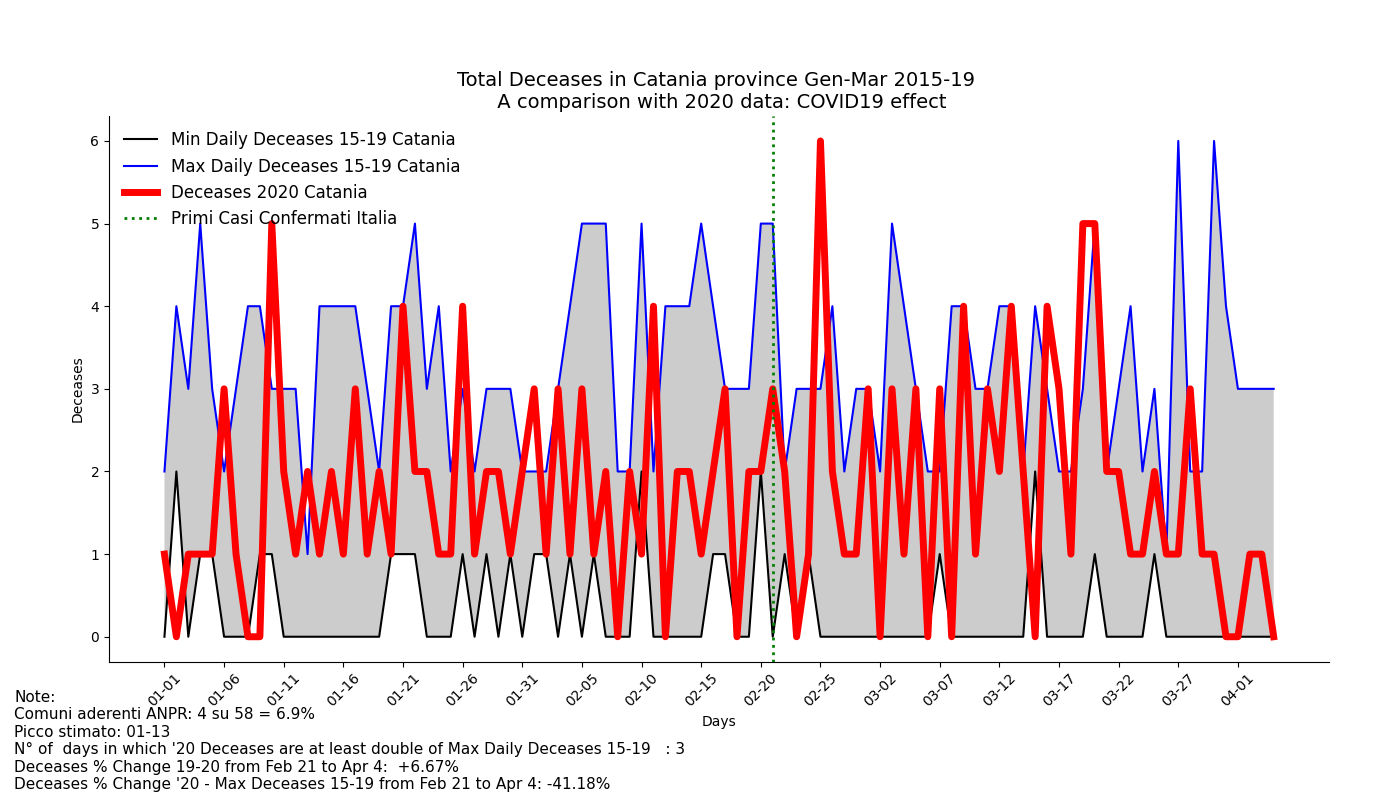 Total Deceases in Catania province Gen-Mar 2015-19
A comparison with 2020 data: COVID19 effect
Min Daily Deceases 15-19 Catania
Max Daily Deceases 15-19 Catania
Deceases 2020 Catania
Primi Casi Confermati Italia
6
5
4
3
2
1
0
Deceases
01-01 01-06 01-11 01-16 01-21 01-26 01-31 02-05 02-10 02-15 02-20 02-25 03-02 03-07 03-12 03-17 03-22 03-27 04-01
Days
Note:
Comuni aderenti ANPR: 4 su 58 = 6.9%
Picco stimato: 01-13
N° of  days in which '20 Deceases are at least double of Max Daily Deceases 15-19   : 3
Deceases % Change 19-20 from Feb 21 to Apr 4:  +6.67%
Deceases % Change '20 - Max Deceases 15-19 from Feb 21 to Apr 4: -41.18%